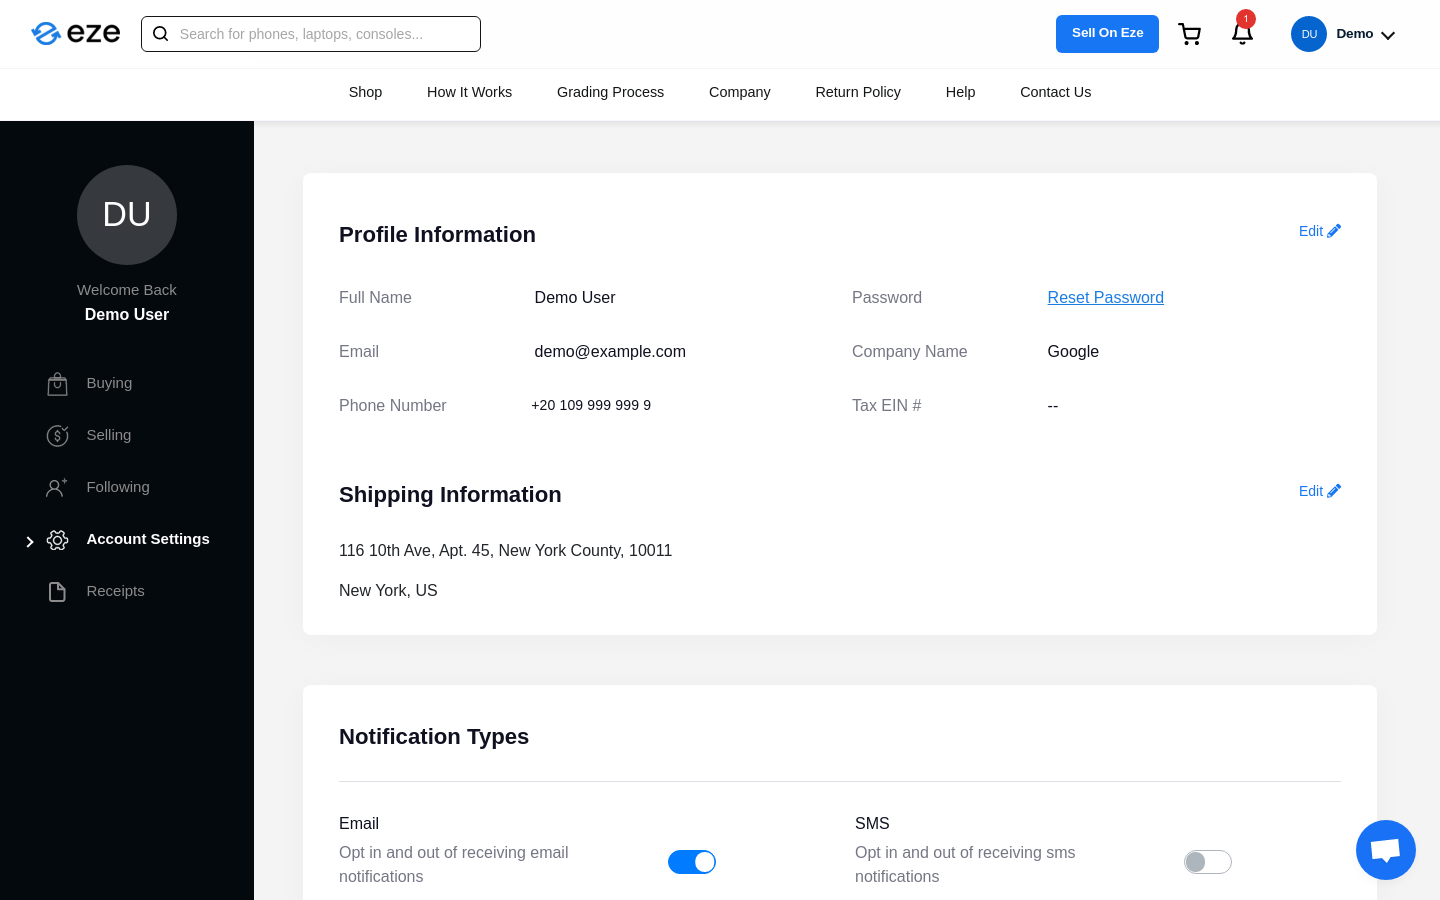 eze
Search for phones, laptops, consoles...
Sell On Eze
1
DU
Demo
Shop
How It Works
Grading Process
Company
Return Policy
Help
Contact Us
DU
Welcome Back
Demo User
Buying
Selling
Following
Account Settings
Receipts
Profile Information
Edit
Full Name
Demo User
Password
Reset Password
Email
demo@example.com
Company Name
Google
Phone Number
+20 109 999 999 9
Tax EIN #
--
Shipping Information
Edit
116 10th Ave, Apt. 45, New York County, 10011
New York, US
Notification Types
Email
Opt in and out of receiving email
notifications
SMS
Opt in and out of receiving sms
notifications